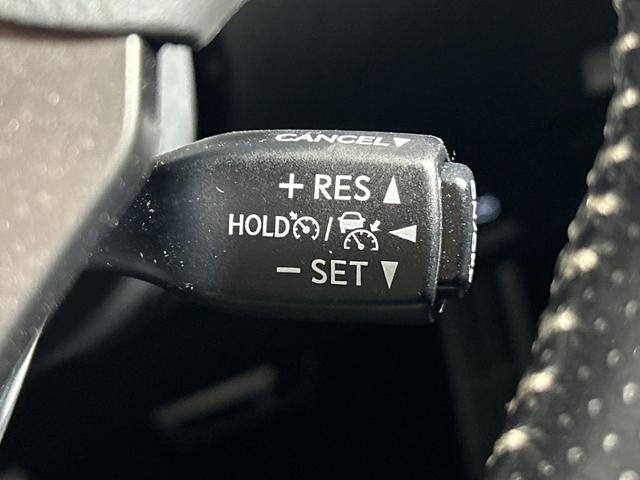 CANCEL▼
+ RES ▲
HOLD / ◀
− SET ▼